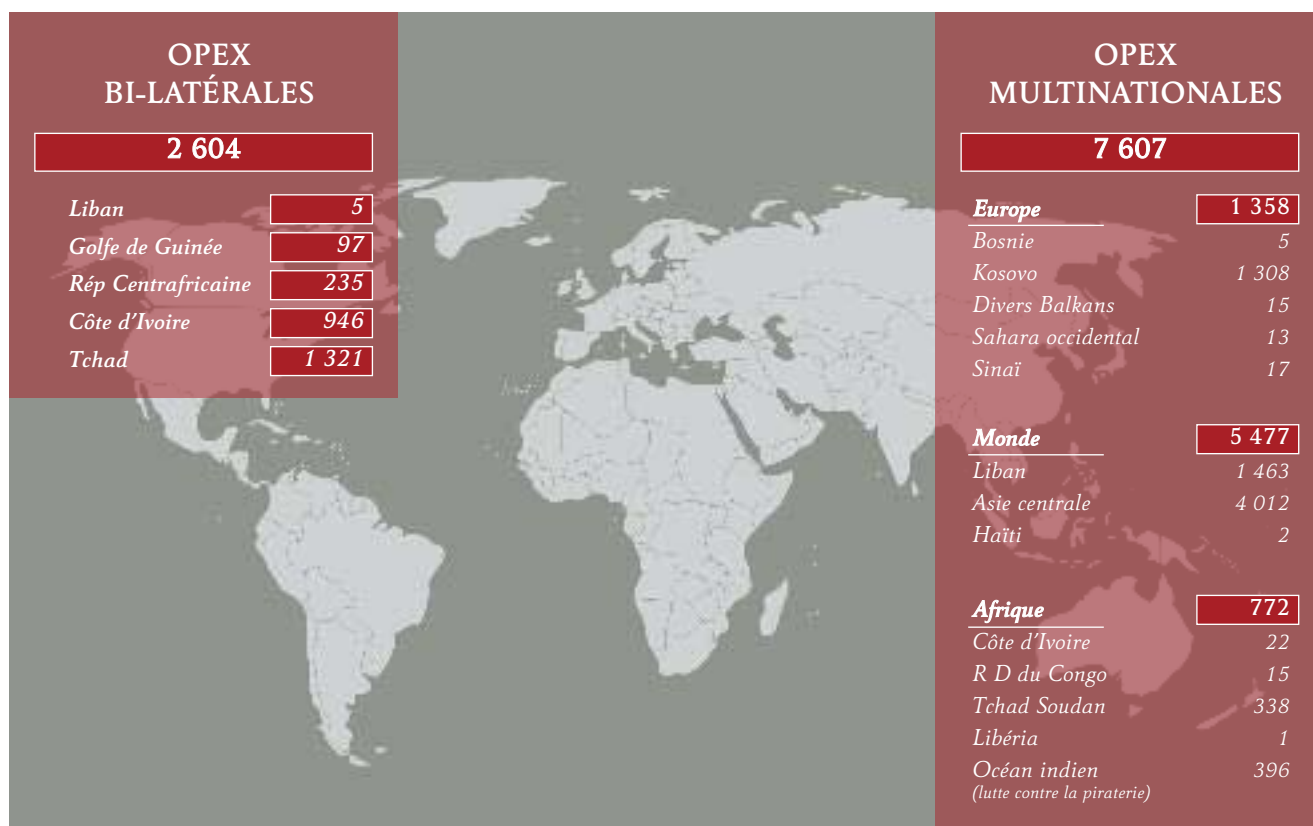 OPEX
BI-LATÉRALES
2 604
Liban 5
Golfe de Guinée 97
Rép Centrafricaine 235
Côte d'Ivoire 946
Tchad 1 321
OPEX
MULTINATIONALES
7 607
Europe 1 358
Bosnie 5
Kosovo 1 308
Divers Balkans 15
Sahara occidental 13
Sinaï 17
Monde 5 477
Liban 1 463
Asie centrale 4 012
Haïti 2
Afrique 772
Côte d'Ivoire 22
R D du Congo 15
Tchad Soudan 338
Libéria 1
Océan indien 396
(lutte contre la piraterie)